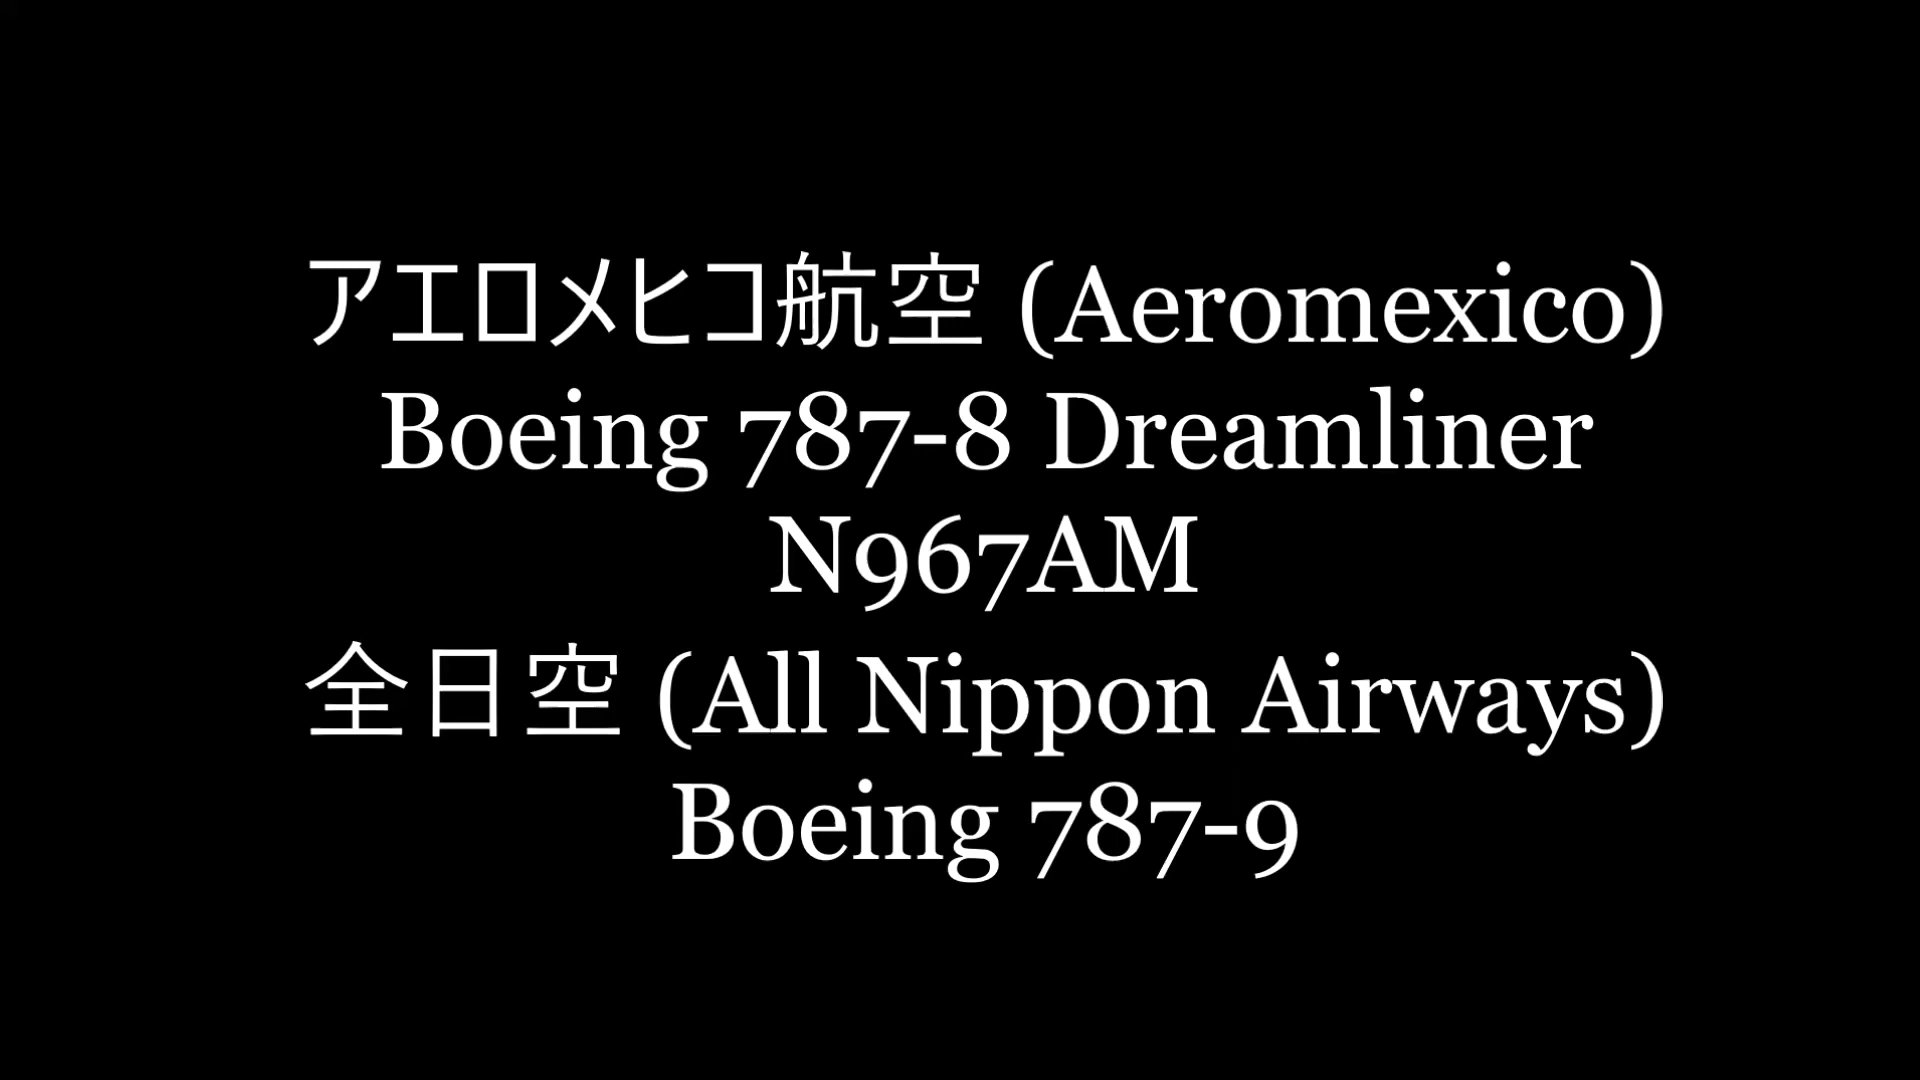 アエロメヒコ航空 (Aeromexico)
Boeing 787-8 Dreamliner
N967AM
全日空 (All Nippon Airways)
Boeing 787-9